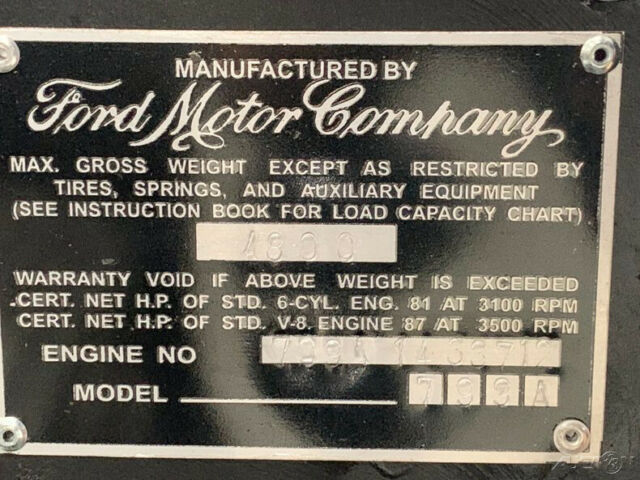 MANUFACTURED BY
Ford Motor Company
MAX. GROSS WEIGHT EXCEPT AS RESTRICTED BY
TIRES, SPRINGS, AND AUXILIARY EQUIPMENT
(SEE INSTRUCTION BOOK FOR LOAD CAPACITY CHART)
4800
WARRANTY VOID IF ABOVE WEIGHT IS EXCEEDED
CERT. NET H.P. OF STD. 6-CYL. ENG. 81 AT 3100 RPM
CERT. NET H.P. OF STD. V-8. ENGINE 87 AT 3500 RPM
ENGINE NO
MODEL 799A